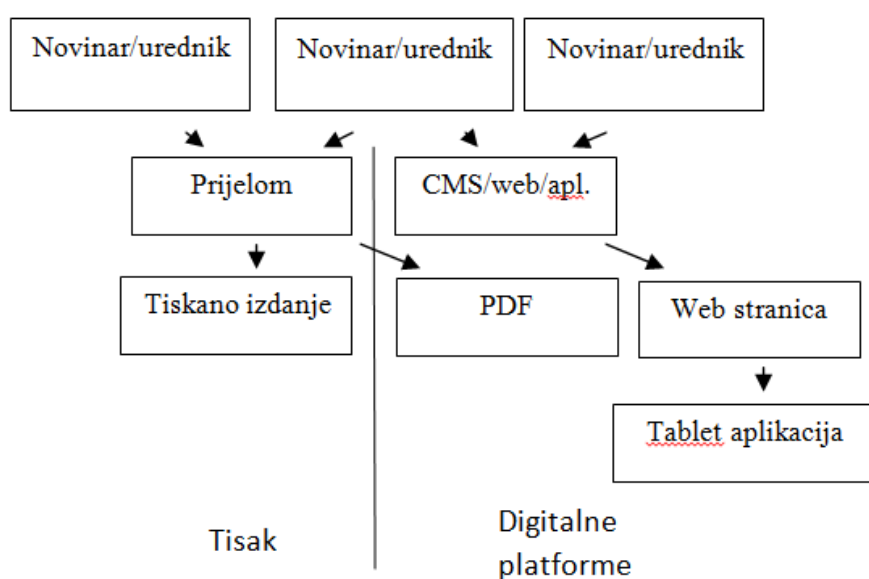 Novinar/urednik
Novinar/urednik
Novinar/urednik
Prijelom
CMS/web/apl.
Tiskano izdanje
PDF
Web stranica
Tablet aplikacija
Tisak
Digitalne
platforme